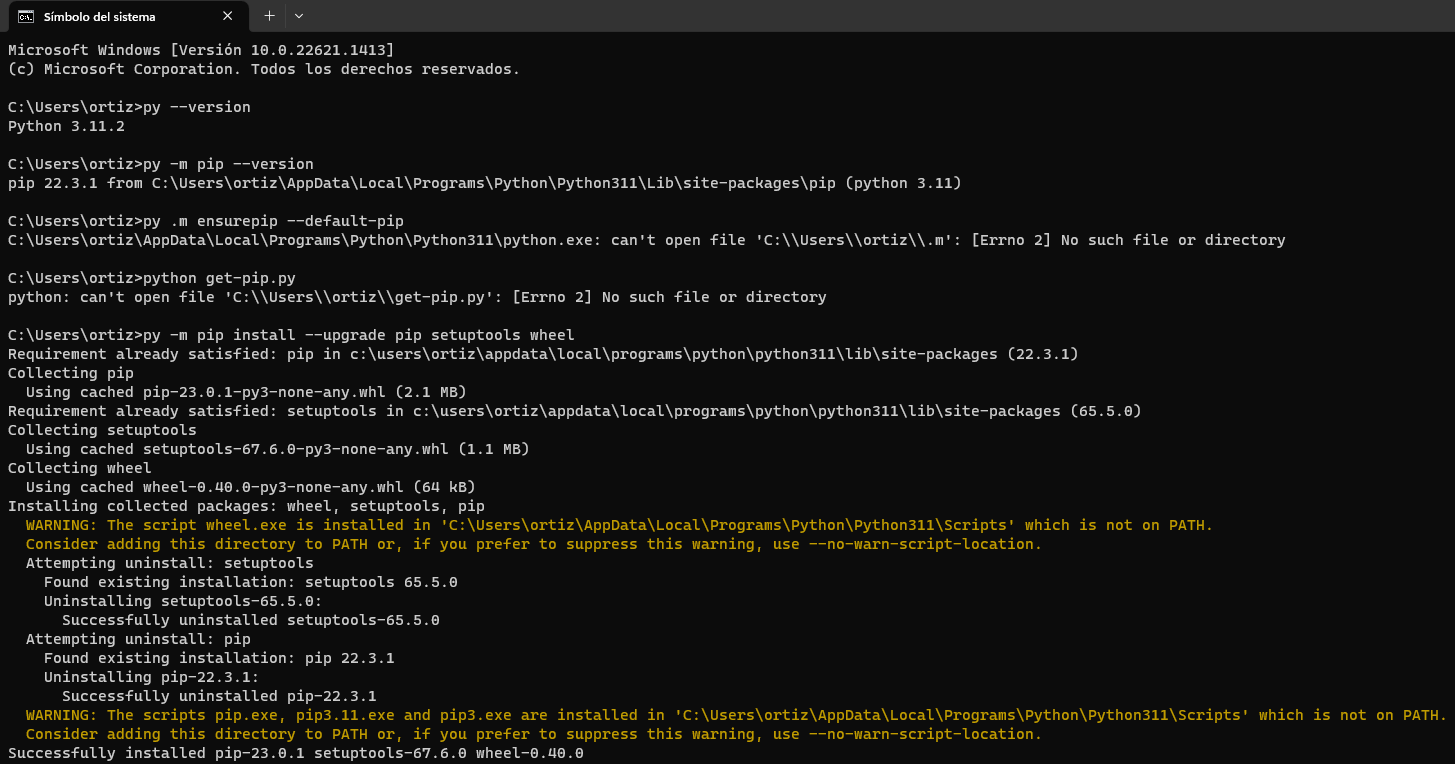 Símbolo del sistema
Microsoft Windows [Versión 10.0.22621.1413]
(c) Microsoft Corporation. Todos los derechos reservados.
C:\Users\ortiz>py --version
Python 3.11.2
C:\Users\ortiz>py -m pip --version
pip 22.3.1 from C:\Users\ortiz\AppData\Local\Programs\Python\Python311\Lib\site-packages\pip (python 3.11)
C:\Users\ortiz>py .m ensurepip --default-pip
C:\Users\ortiz\AppData\Local\Programs\Python\Python311\python.exe: can't open file 'C:\\Users\\ortiz\\.m': [Errno 2] No such file or directory
C:\Users\ortiz>python get-pip.py
python: can't open file 'C:\\Users\\ortiz\\get-pip.py': [Errno 2] No such file or directory
C:\Users\ortiz>py -m pip install --upgrade pip setuptools wheel
Requirement already satisfied: pip in c:\users\ortiz\appdata\local\programs\python\python311\lib\site-packages (22.3.1)
Collecting pip
  Using cached pip-23.0.1-py3-none-any.whl (2.1 MB)
Requirement already satisfied: setuptools in c:\users\ortiz\appdata\local\programs\python\python311\lib\site-packages (65.5.0)
Collecting setuptools
  Using cached setuptools-67.6.0-py3-none-any.whl (1.1 MB)
Collecting wheel
  Using cached wheel-0.40.0-py3-none-any.whl (64 kB)
Installing collected packages: wheel, setuptools, pip
  WARNING: The script wheel.exe is installed in 'C:\Users\ortiz\AppData\Local\Programs\Python\Python311\Scripts' which is not on PATH.
  Consider adding this directory to PATH or, if you prefer to suppress this warning, use --no-warn-script-location.
  Attempting uninstall: setuptools
    Found existing installation: setuptools 65.5.0
    Uninstalling setuptools-65.5.0:
      Successfully uninstalled setuptools-65.5.0
  Attempting uninstall: pip
    Found existing installation: pip 22.3.1
    Uninstalling pip-22.3.1:
      Successfully uninstalled pip-22.3.1
  WARNING: The scripts pip.exe, pip3.11.exe and pip3.exe are installed in 'C:\Users\ortiz\AppData\Local\Programs\Python\Python311\Scripts' which is not on PATH.
  Consider adding this directory to PATH or, if you prefer to suppress this warning, use --no-warn-script-location.
Successfully installed pip-23.0.1 setuptools-67.6.0 wheel-0.40.0